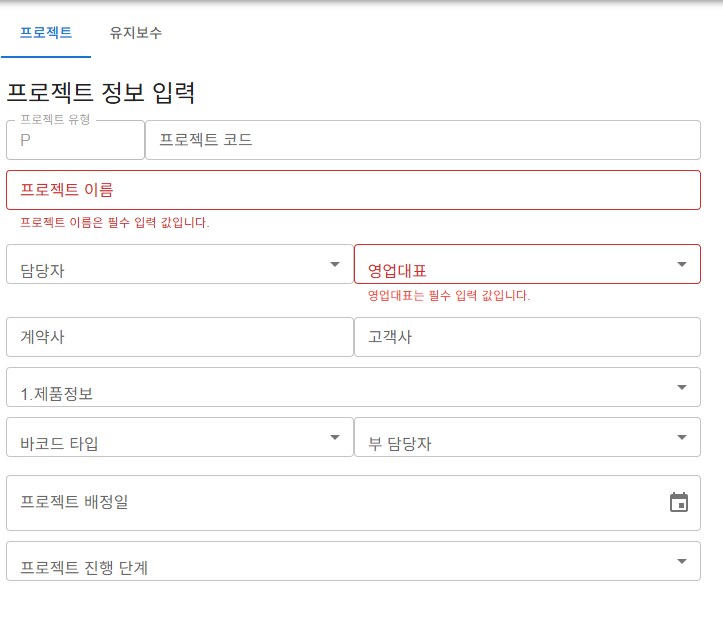 프로젝트 유지보수
프로젝트 정보 입력
프로젝트 유형
P 프로젝트 코드
프로젝트 이름
프로젝트 이름은 필수 입력 값입니다.
담당자 영업대표
영업대표는 필수 입력 값입니다.
계약사 고객사
1.제품정보
바코드 타입 부 담당자
프로젝트 배정일
프로젝트 진행 단계